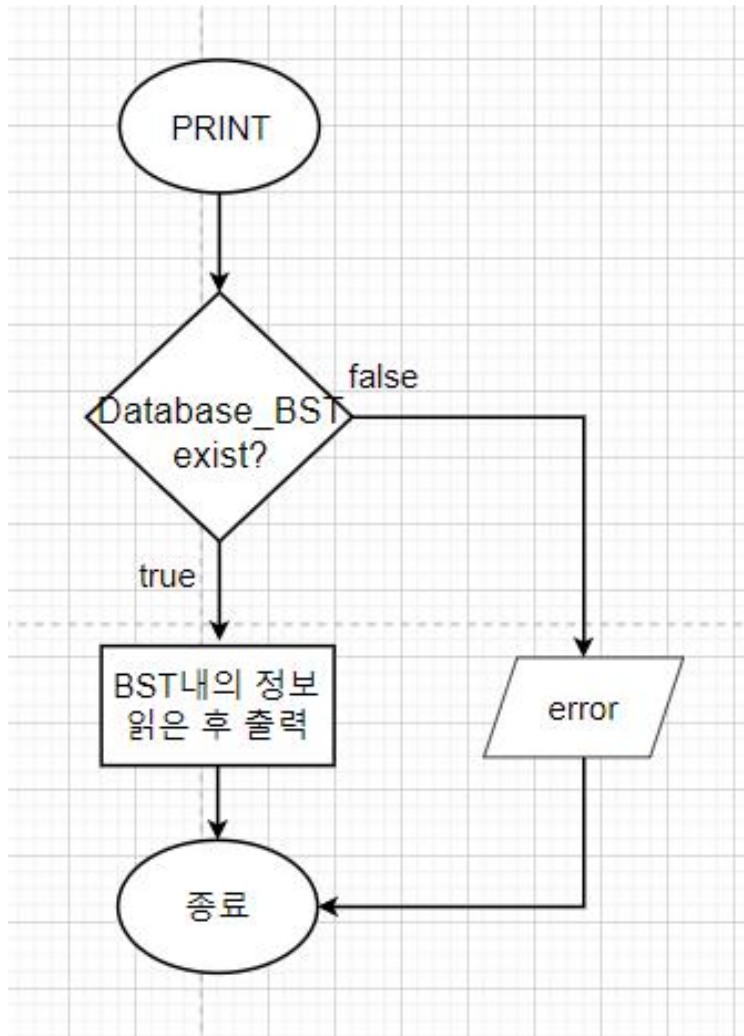 PRINT
false
Database_BST
exist?
true
BST내의 정보
읽은 후 출력
error
종료